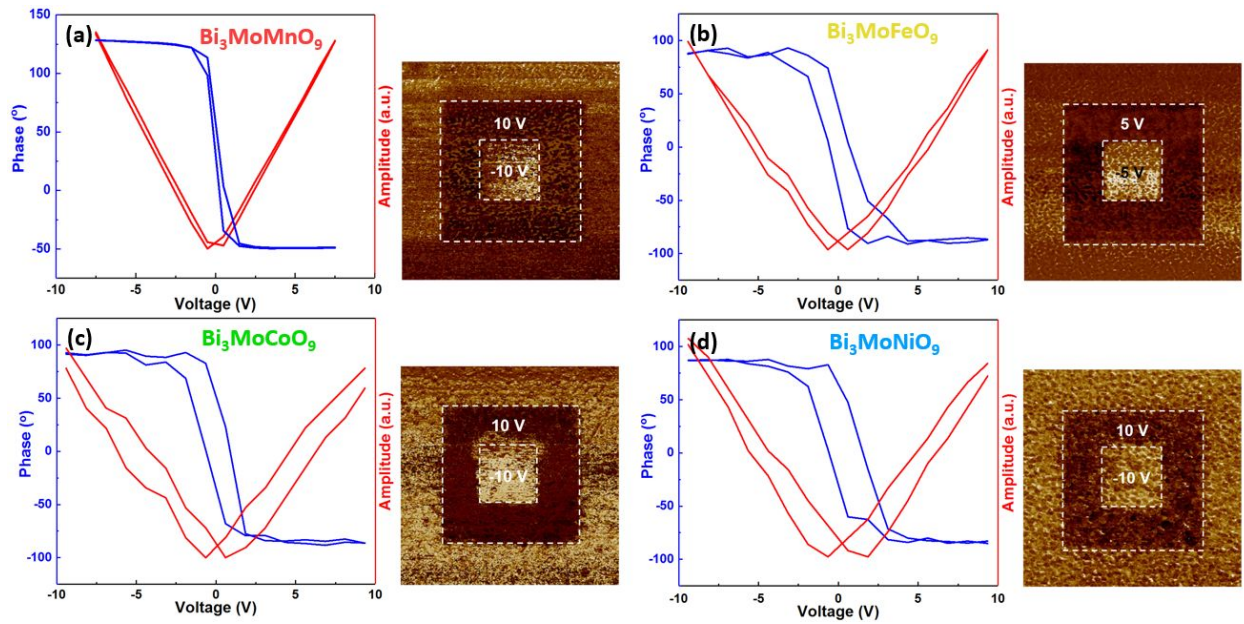 (a) Bi₃MoMnO₉
150
100
50
0
-50
-10 -5 0 5 10
Phase (º)
Voltage (V)
Amplitude (a.u.)
10 V
-10 V
(b) Bi₃MoFeO₉
100
50
0
-50
-100
-10 -5 0 5 10
Phase (º)
Voltage (V)
Amplitude (a.u.)
5 V
-5 V
(c) Bi₃MoCoO₉
100
50
0
-50
-100
-10 -5 0 5 10
Phase (º)
Voltage (V)
Amplitude (a.u.)
10 V
-10 V
(d) Bi₃MoNiO₉
100
50
0
-50
-100
-10 -5 0 5 10
Phase (º)
Voltage (V)
Amplitude (a.u.)
10 V
-10 V